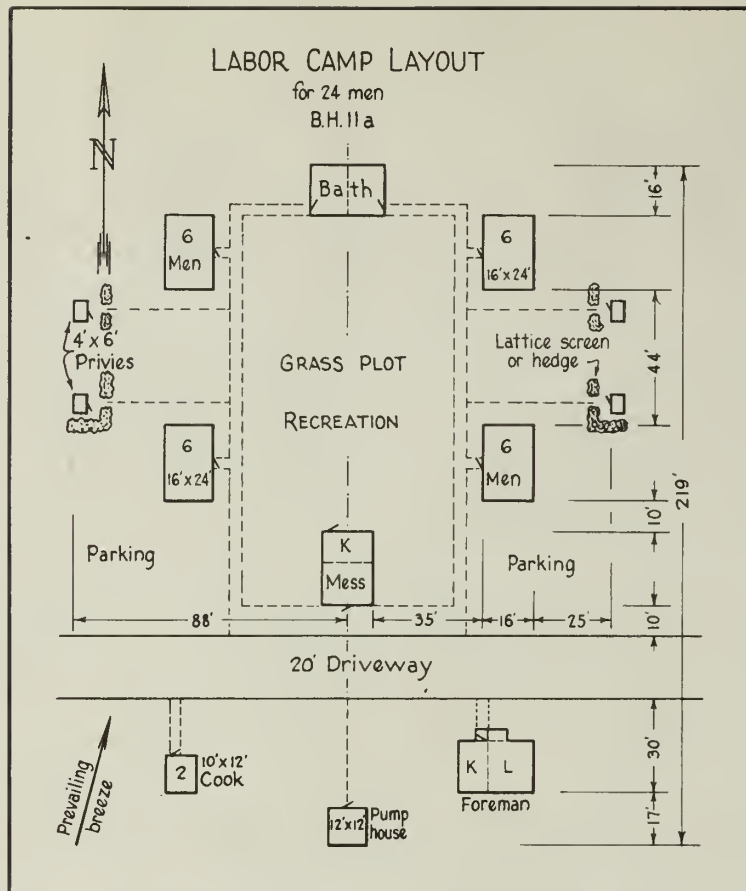 LABOR CAMP LAYOUT
for 24 men
B.H. 11a
N
Bath
16'
6
Men
6
16'x24'
4'x6'
Privies
Lattice screen
or hedge
44'
GRASS PLOT
RECREATION
6
16'x24'
6
Men
219'
10'
Parking
K
Mess
Parking
88'
35'
16'
25'
10'
20' Driveway
Prevailing
breeze
2
10'x12'
Cook
K
L
Foreman
30'
12'x12'
Pump
house
17'